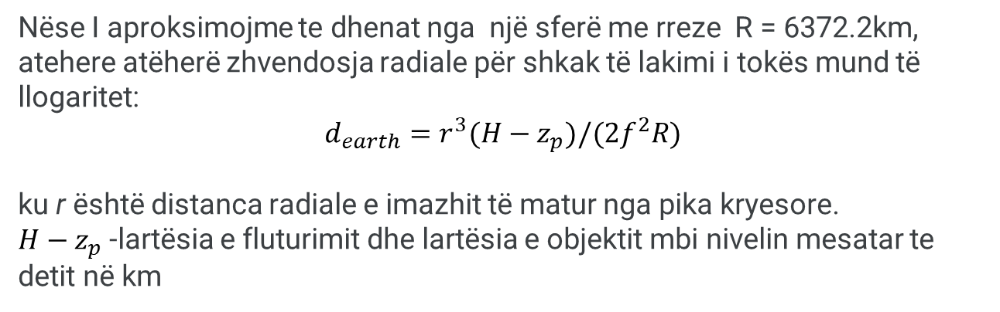 Nëse I aproksimojme te dhenat nga një sferë me rreze R = 6372.2km,
atehere atëherë zhvendosja radiale për shkak të lakimi i tokës mund të
llogaritet:
d_{earth} = r^3(H − z_p)/(2f^2R)
ku r është distanca radiale e imazhit të matur nga pika kryesore.
H − z_p -lartësia e fluturimit dhe lartësia e objektit mbi nivelin mesatar te
detit në km